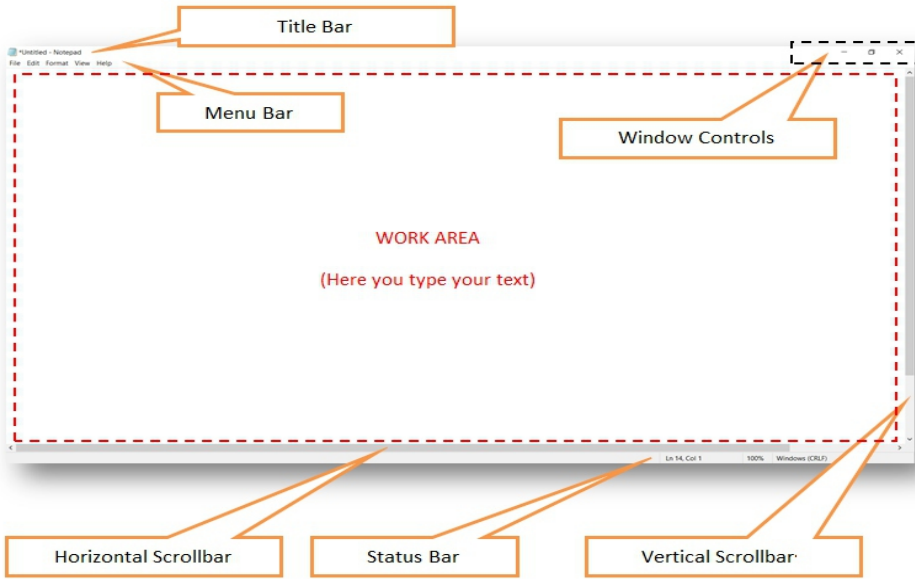 Title Bar
*Untitled - Notepad
File Edit Format View Help
Menu Bar
Window Controls
WORK AREA
(Here you type your text)
Ln 14, Col 1 100% Windows (CRLF)
Horizontal Scrollbar
Status Bar
Vertical Scrollbar